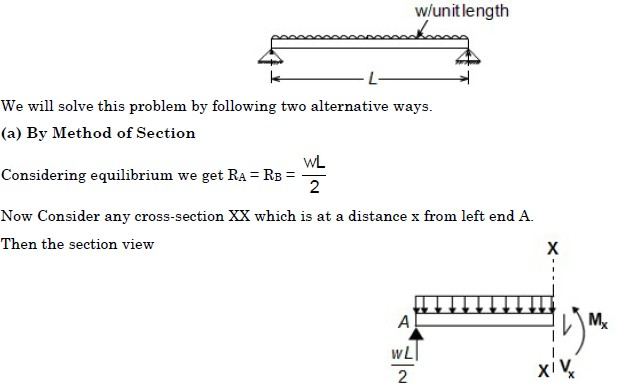 w/unit length
L
We will solve this problem by following two alternative ways.
(a) By Method of Section
Considering equilibrium we get RA = RB = wL/2
Now Consider any cross-section XX which is at a distance x from left end A.
Then the section view
X
A
Mx
wL/2
X Vx